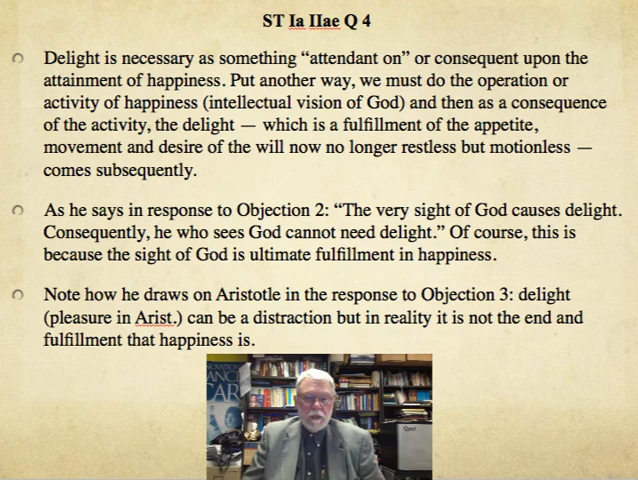 ST Ia IIae Q 4
Delight is necessary as something “attendant on” or consequent upon the
attainment of happiness. Put another way, we must do the operation or
activity of happiness (intellectual vision of God) and then as a consequence
of the activity, the delight — which is a fulfillment of the appetite,
movement and desire of the will now no longer restless but motionless —
comes subsequently.
As he says in response to Objection 2: “The very sight of God causes delight.
Consequently, he who sees God cannot need delight.” Of course, this is
because the sight of God is ultimate fulfillment in happiness.
Note how he draws on Aristotle in the response to Objection 3: delight
(pleasure in Arist.) can be a distraction but in reality it is not the end and
fulfillment that happiness is.